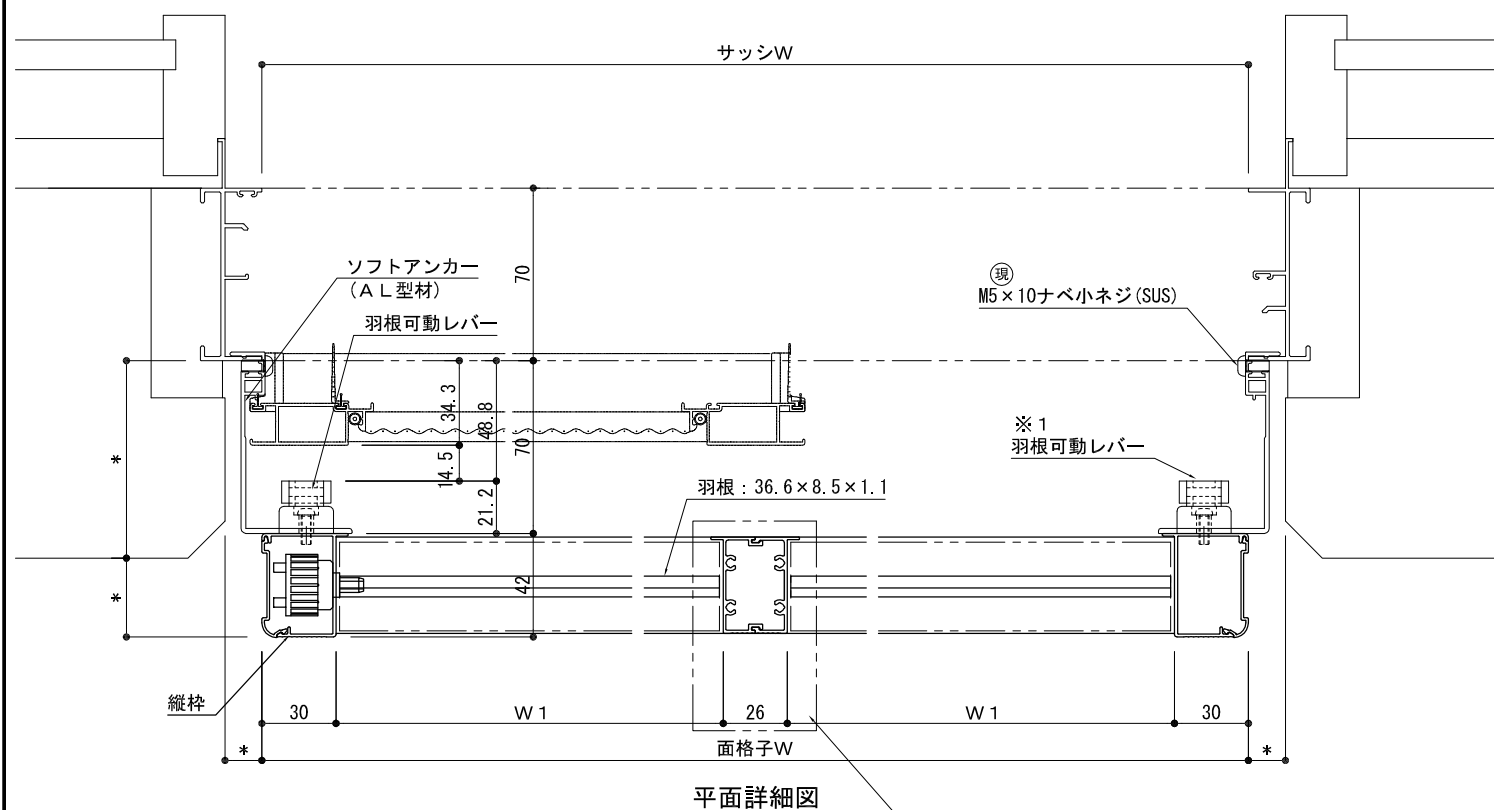 サッシW
ソフトアンカー
(ＡＬ型材)
羽根可動レバー
70
現
M5×10ナベ小ネジ(SUS)
34.3
48.8
70
14.5
21.2
※1
羽根可動レバー
羽根：36.6×8.5×1.1
*
*
42
縦枠
30
W1
26
W1
30
*
面格子W
*
平面詳細図